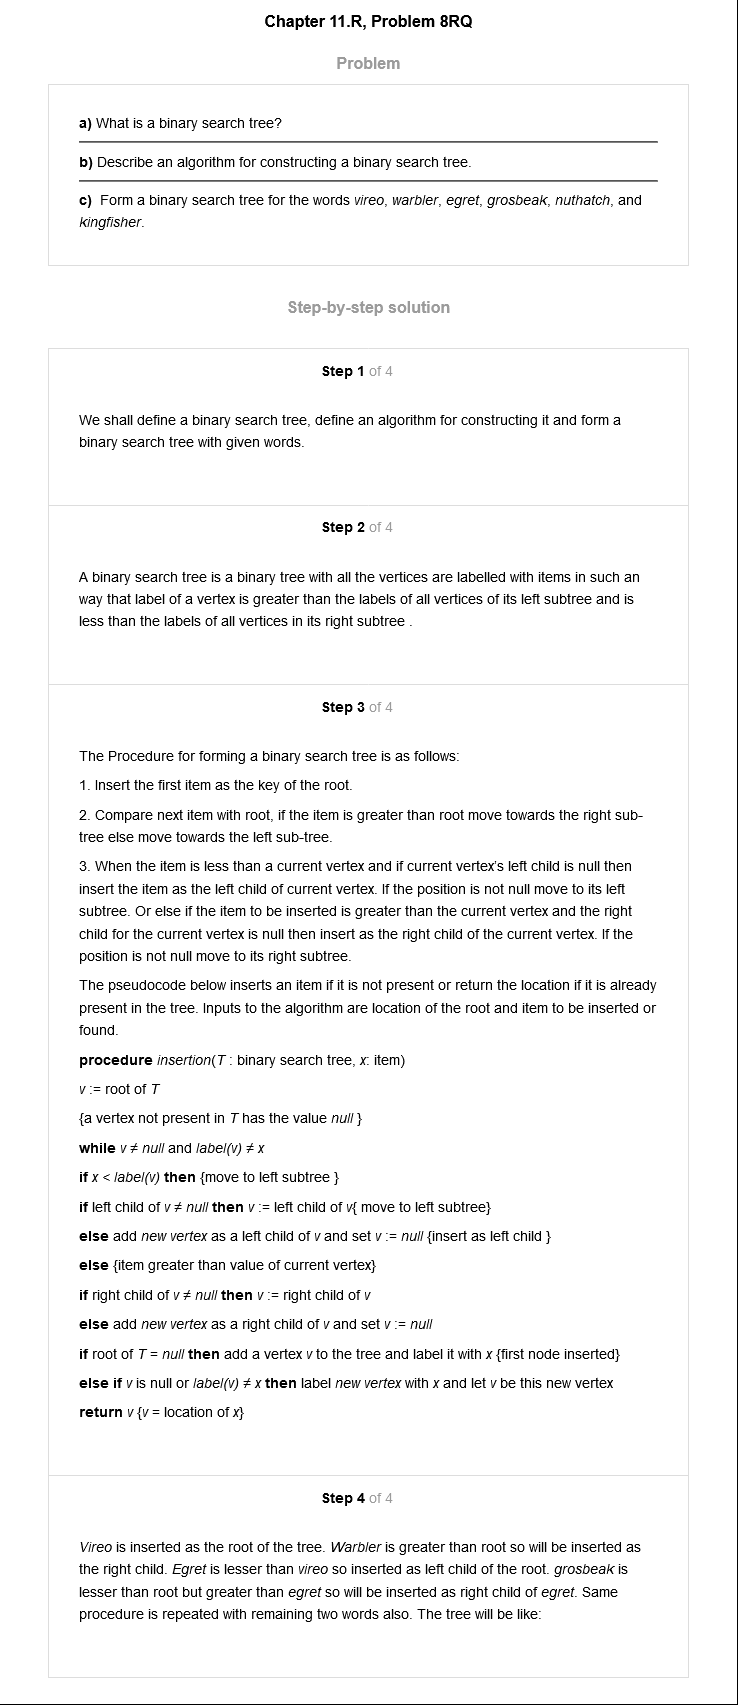 Chapter 11.R, Problem 8RQ
Problem
a) What is a binary search tree?
b) Describe an algorithm for constructing a binary search tree.
c) Form a binary search tree for the words vireo, warbler, egret, grosbeak, nuthatch, and
kingfisher.
Step-by-step solution
Step 1 of 4
We shall define a binary search tree, define an algorithm for constructing it and form a
binary search tree with given words.
Step 2 of 4
A binary search tree is a binary tree with all the vertices are labelled with items in such an
way that label of a vertex is greater than the labels of all vertices of its left subtree and is
less than the labels of all vertices in its right subtree .
Step 3 of 4
The Procedure for forming a binary search tree is as follows:
1. Insert the first item as the key of the root.
2. Compare next item with root, if the item is greater than root move towards the right sub-
tree else move towards the left sub-tree.
3. When the item is less than a current vertex and if current vertex's left child is null then
insert the item as the left child of current vertex. If the position is not null move to its left
subtree. Or else if the item to be inserted is greater than the current vertex and the right
child for the current vertex is null then insert as the right child of the current vertex. If the
position is not null move to its right subtree.
The pseudocode below inserts an item if it is not present or return the location if it is already
present in the tree. Inputs to the algorithm are location of the root and item to be inserted or
found.
procedure insertion(T : binary search tree, x: item)
v := root of T
{a vertex not present in T has the value null }
while v ≠ null and label(v) ≠ x
if x < label(v) then {move to left subtree }
if left child of v ≠ null then v := left child of v{ move to left subtree}
else add new vertex as a left child of v and set v := null {insert as left child }
else {item greater than value of current vertex}
if right child of v ≠ null then v := right child of v
else add new vertex as a right child of v and set v := null
if root of T = null then add a vertex v to the tree and label it with x {first node inserted}
else if v is null or label(v) ≠ x then label new vertex with x and let v be this new vertex
return v {v = location of x}
Step 4 of 4
Vireo is inserted as the root of the tree. Warbler is greater than root so will be inserted as
the right child. Egret is lesser than vireo so inserted as left child of the root. grosbeak is
lesser than root but greater than egret so will be inserted as right child of egret. Same
procedure is repeated with remaining two words also. The tree will be like: